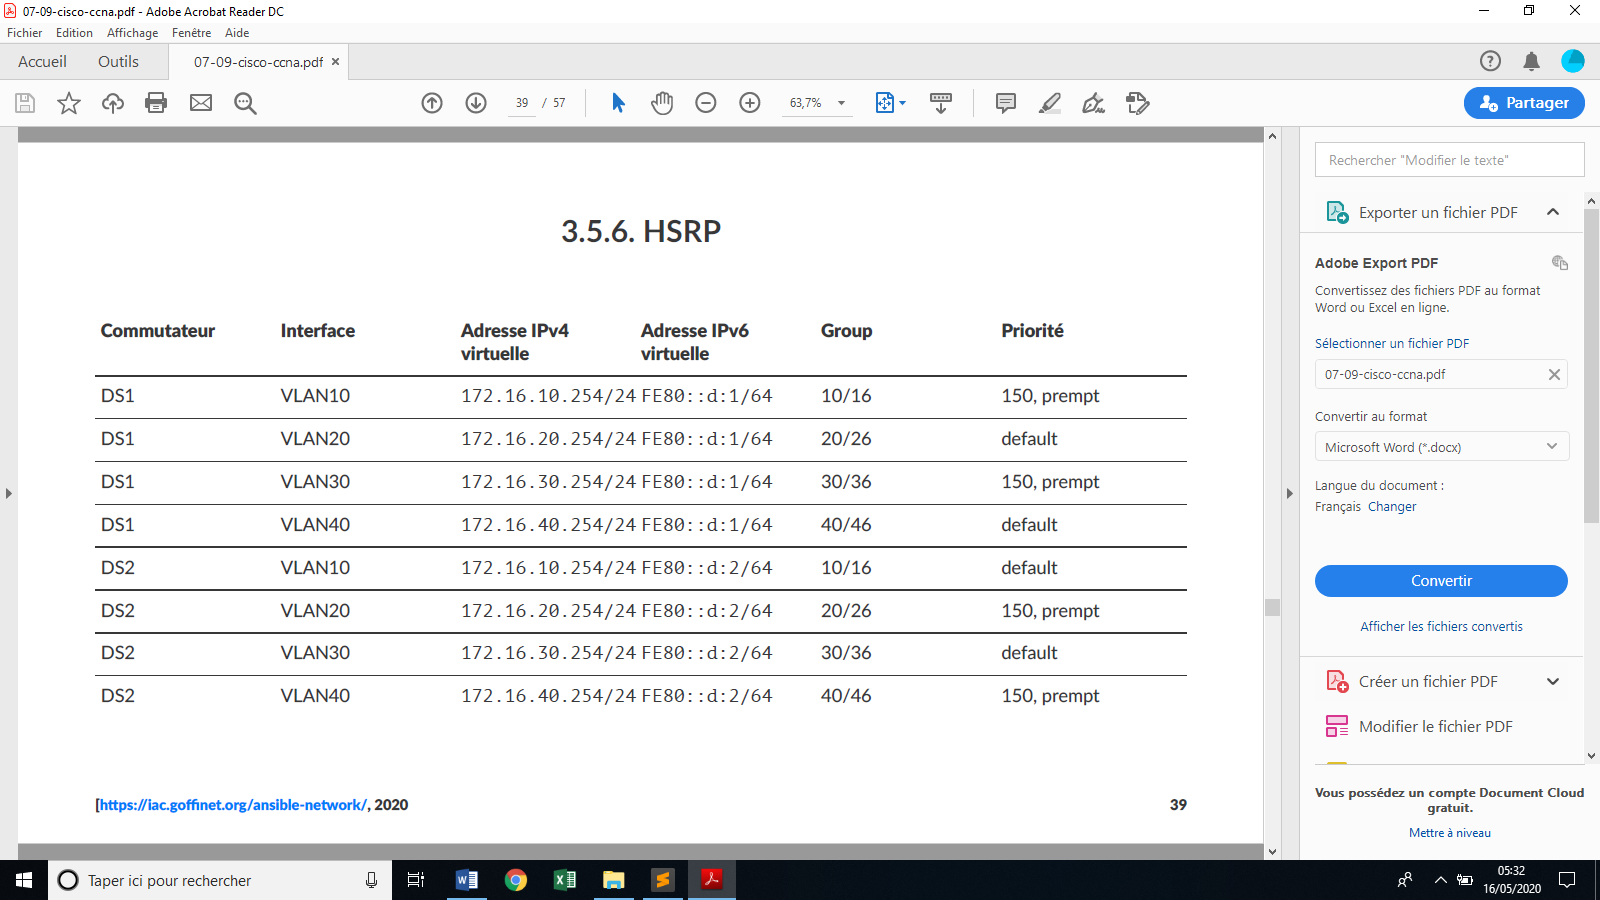 07-09-cisco-ccna.pdf - Adobe Acrobat Reader DC
Fichier Edition Affichage Fenêtre Aide
Accueil Outils 07-09-cisco-ccna.pdf
39 / 57 63,7% Partager
3.5.6. HSRP
Commutateur Interface Adresse IPv4 virtuelle Adresse IPv6 virtuelle Group Priorité
DS1 VLAN10 172.16.10.254/24 FE80::d:1/64 10/16 150, prempt
DS1 VLAN20 172.16.20.254/24 FE80::d:1/64 20/26 default
DS1 VLAN30 172.16.30.254/24 FE80::d:1/64 30/36 150, prempt
DS1 VLAN40 172.16.40.254/24 FE80::d:1/64 40/46 default
DS2 VLAN10 172.16.10.254/24 FE80::d:2/64 10/16 default
DS2 VLAN20 172.16.20.254/24 FE80::d:2/64 20/26 150, prempt
DS2 VLAN30 172.16.30.254/24 FE80::d:2/64 30/36 default
DS2 VLAN40 172.16.40.254/24 FE80::d:2/64 40/46 150, prempt
[https://iac.goffinet.org/ansible-network/, 2020 39
Rechercher "Modifier le texte"
Exporter un fichier PDF
Adobe Export PDF
Convertissez des fichiers PDF au format
Word ou Excel en ligne.
Sélectionner un fichier PDF
07-09-cisco-ccna.pdf
Convertir au format
Microsoft Word (*.docx)
Langue du document :
Français Changer
Convertir
Afficher les fichiers convertis
Créer un fichier PDF
Modifier le fichier PDF
Vous possédez un compte Document Cloud
gratuit.
Mettre à niveau
Taper ici pour rechercher
05:32
16/05/2020